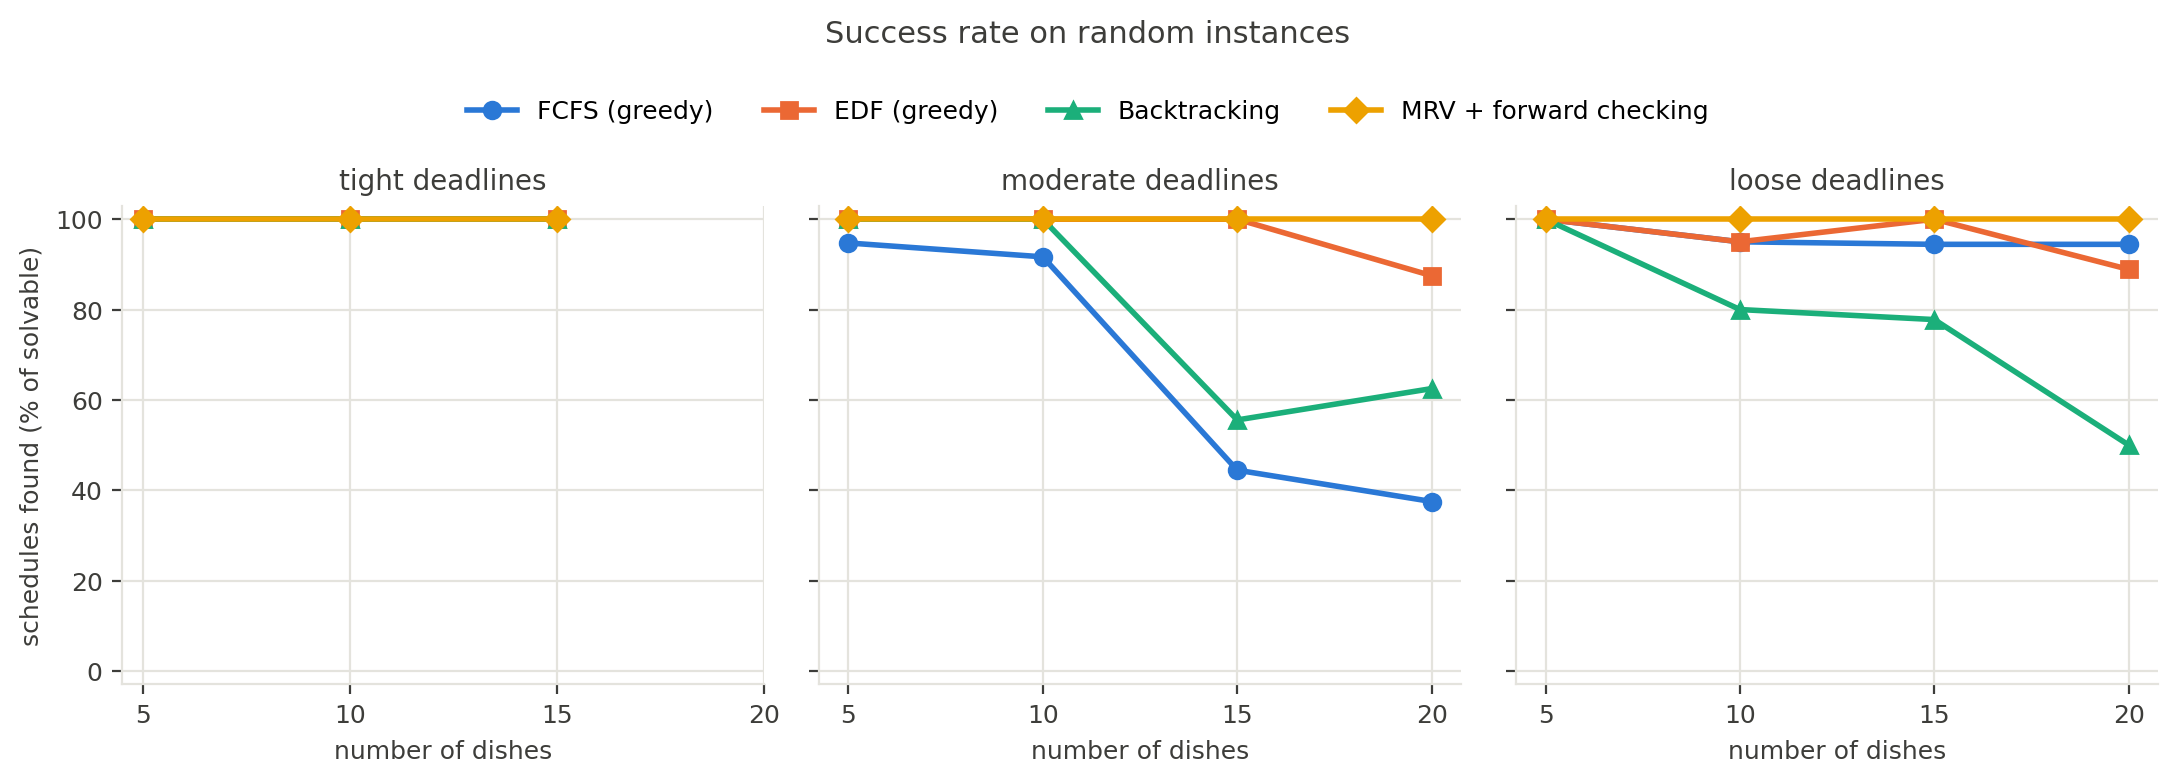 Success rate on random instances
FCFS (greedy) EDF (greedy) Backtracking MRV + forward checking
tight deadlines
schedules found (% of solvable)
100
80
60
40
20
0
5 10 15 20
number of dishes
moderate deadlines
5 10 15 20
number of dishes
loose deadlines
5 10 15 20
number of dishes